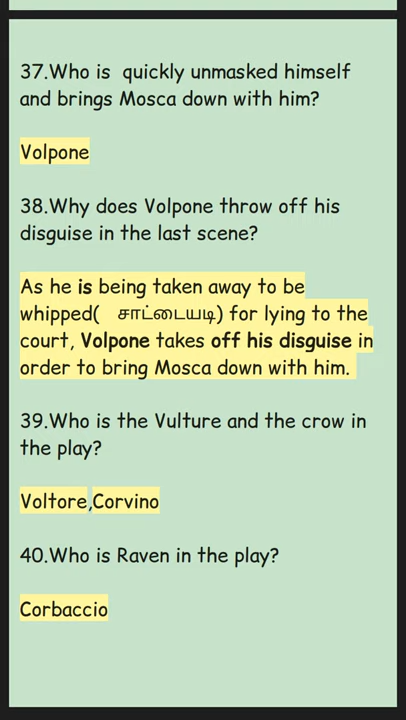 37.Who is quickly unmasked himself
and brings Mosca down with him?
Volpone
38.Why does Volpone throw off his
disguise in the last scene?
As he is being taken away to be
whipped( சாட்டையடி) for lying to the
court, Volpone takes off his disguise in
order to bring Mosca down with him.
39.Who is the Vulture and the crow in
the play?
Voltore,Corvino
40.Who is Raven in the play?
Corbaccio